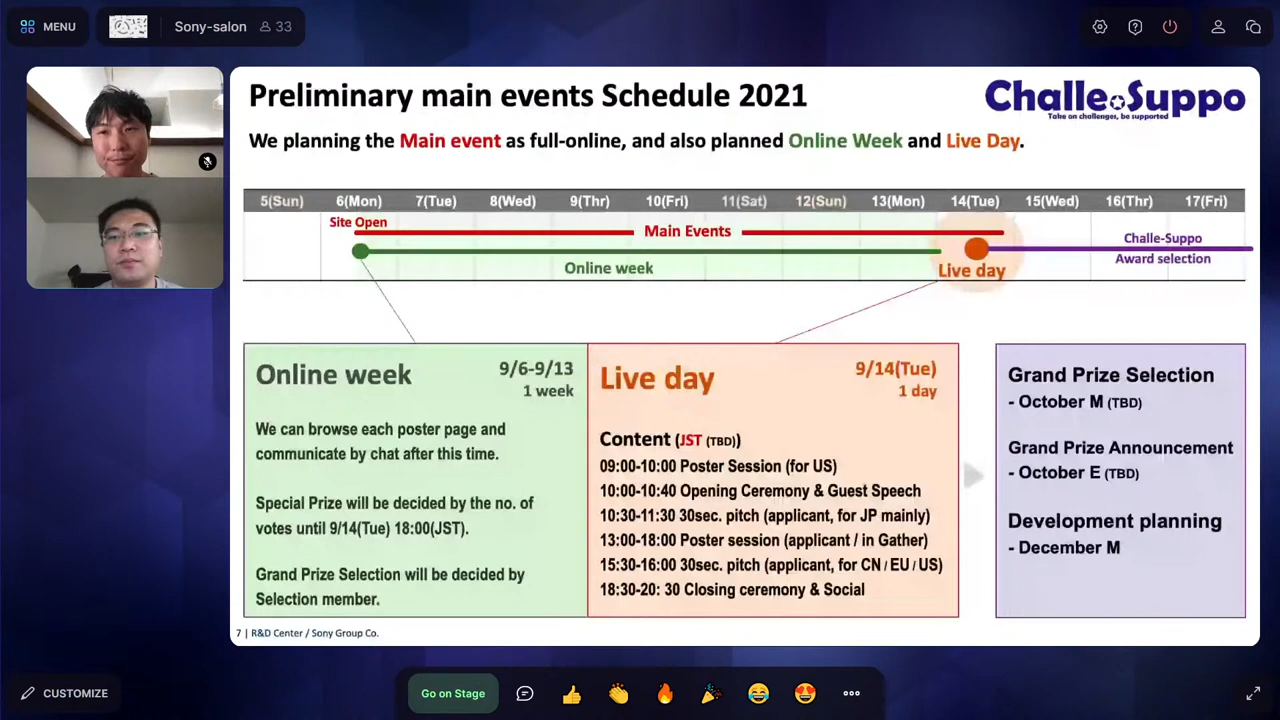 MENU
Sony-salon
33
Preliminary main events Schedule 2021
Challe Suppo
Take on challenges, be supported
We planning the Main event as full-online, and also planned Online Week and Live Day.
5(Sun) 6(Mon) 7(Tue) 8(Wed) 9(Thr) 10(Fri) 11(Sat) 12(Sun) 13(Mon) 14(Tue) 15(Wed) 16(Thr) 17(Fri)
Site Open
Main Events
Challe-Suppo
Award selection
Online week
Live day
Online week
9/6-9/13
1 week
We can browse each poster page and
communicate by chat after this time.
Special Prize will be decided by the no. of
votes until 9/14(Tue) 18:00(JST).
Grand Prize Selection will be decided by
Selection member.
Live day
9/14(Tue)
1 day
Content (JST (TBD))
09:00-10:00 Poster Session (for US)
10:00-10:40 Opening Ceremony & Guest Speech
10:30-11:30 30sec. pitch (applicant, for JP mainly)
13:00-18:00 Poster session (applicant / in Gather)
15:30-16:00 30sec. pitch (applicant, for CN / EU / US)
18:30-20: 30 Closing ceremony & Social
Grand Prize Selection
- October M (TBD)
Grand Prize Announcement
- October E (TBD)
Development planning
- December M
7 | R&D Center / Sony Group Co.
CUSTOMIZE
Go on Stage